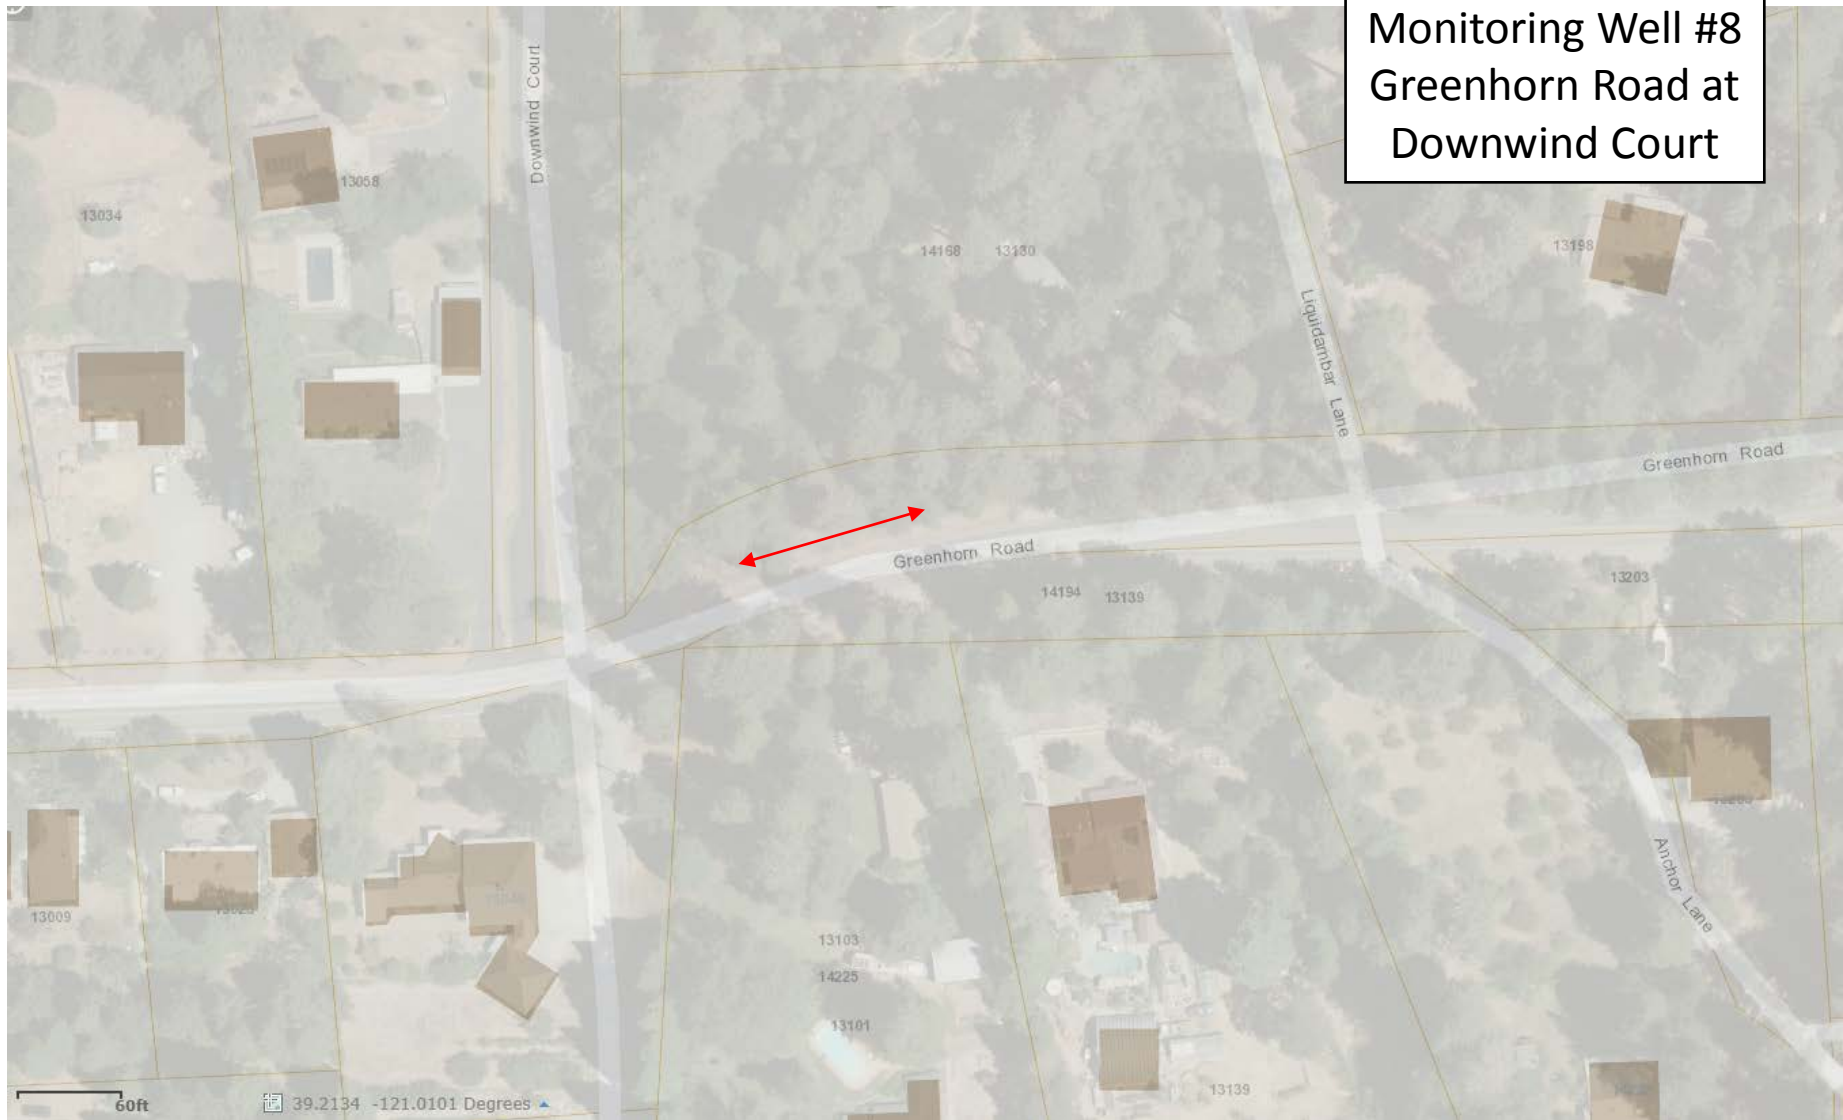 Monitoring Well #8
Greenhorn Road at
Downwind Court
Downwind Court
13058
13034
14168 13130
13198
Liquidambar Lane
Greenhorn Road
Greenhorn Road
14194 13139
13203
Anchor Lane
13009
13103
14225
13101
13139
60ft
39.2134 -121.0101 Degrees